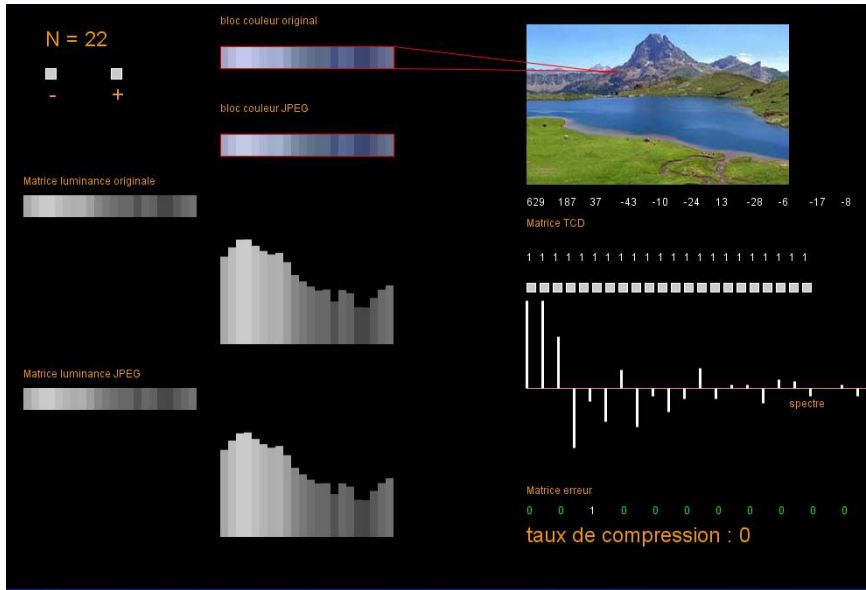 bloc couleur original
N = 22
- +
bloc couleur JPEG
Matrice luminance originale
629 187 37 -43 -10 -24 13 -28 -6 -17 -8
Matrice TCD
1 1 1 1 1 1 1 1 1 1 1 1 1 1 1 1 1 1 1
Matrice luminance JPEG
spectre
Matrice erreur
0 0 1 0 0 0 0 0 0 0 0
taux de compression : 0